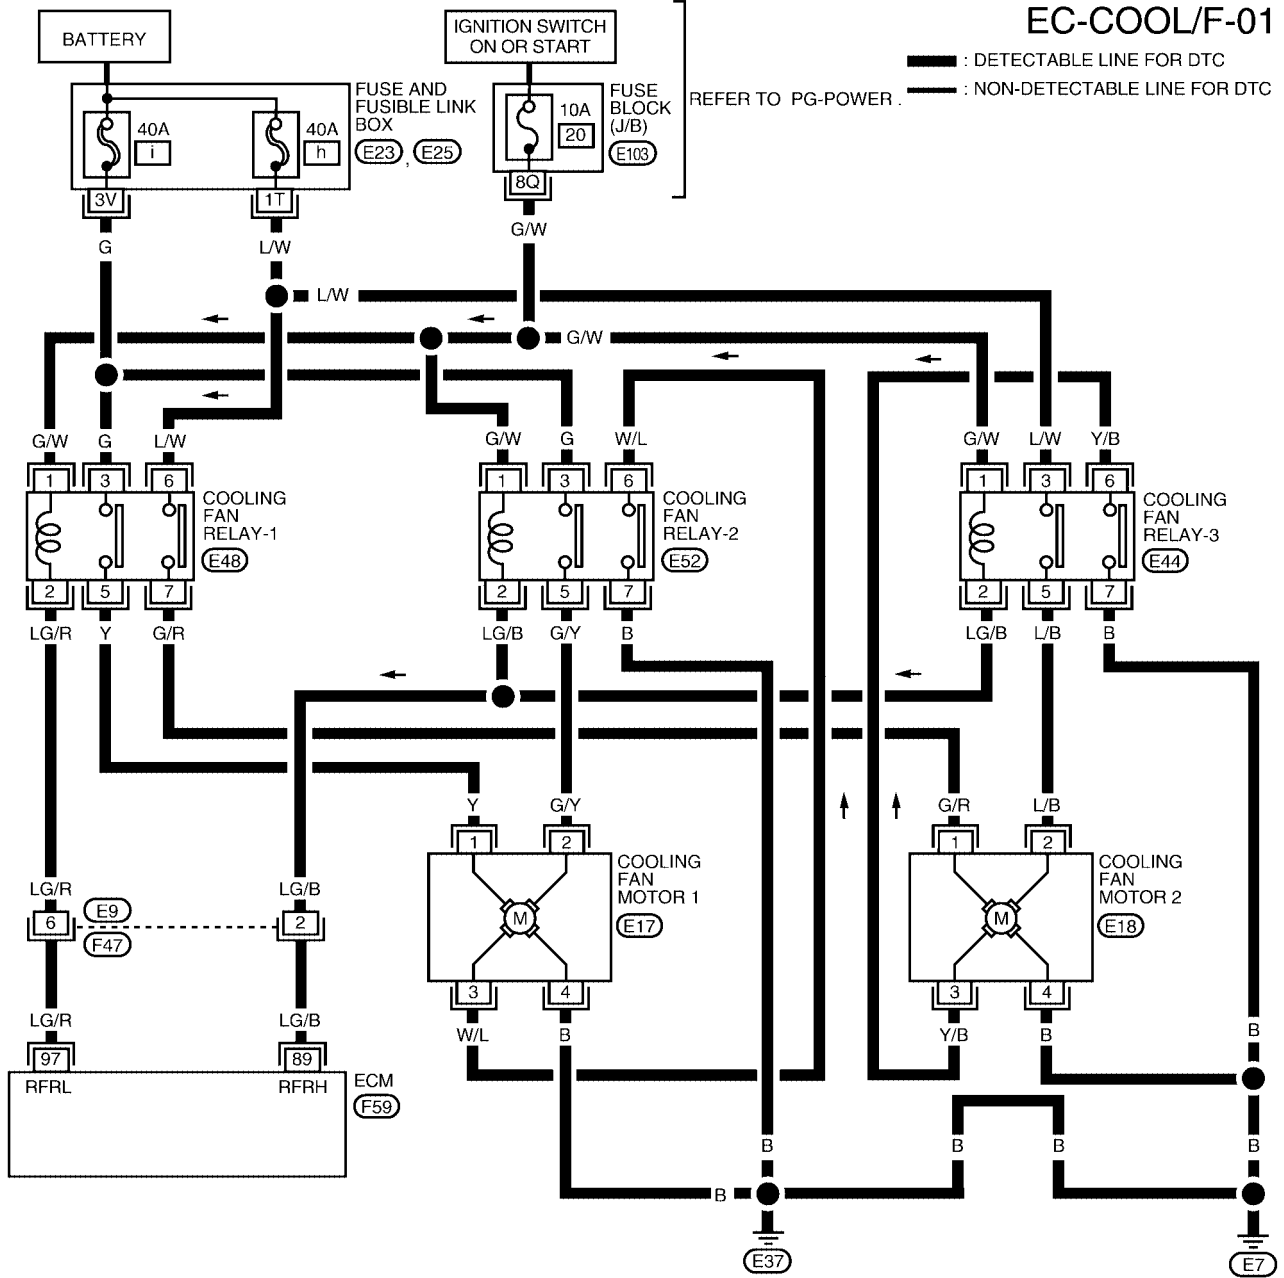 EC-COOL/F-01
: DETECTABLE LINE FOR DTC
: NON-DETECTABLE LINE FOR DTC
BATTERY
IGNITION SWITCH
ON OR START
REFER TO PG-POWER .
FUSE AND
FUSIBLE LINK
BOX
E23 , E25
FUSE
BLOCK
(J/B)
E103
40A
i
40A
h
10A
20
3V
1T
8Q
G
L/W
G/W
L/W
G/W
G/W
G
L/W
G/W
G
W/L
G/W
L/W
Y/B
1
3
6
1
3
6
1
3
6
COOLING
FAN
RELAY-1
E48
COOLING
FAN
RELAY-2
E52
COOLING
FAN
RELAY-3
E44
2
5
7
2
5
7
2
5
7
LG/R
Y
G/R
LG/B
G/Y
B
LG/B
L/B
B
Y
G/Y
G/R
L/B
1
2
1
2
COOLING
FAN
MOTOR 1
E17
COOLING
FAN
MOTOR 2
E18
M
M
LG/R
LG/B
6
E9
F47
2
3
4
3
4
LG/R
LG/B
W/L
B
Y/B
B
B
97
89
RFRL
RFRH
ECM
F59
B
B
B
B
B
E37
E7